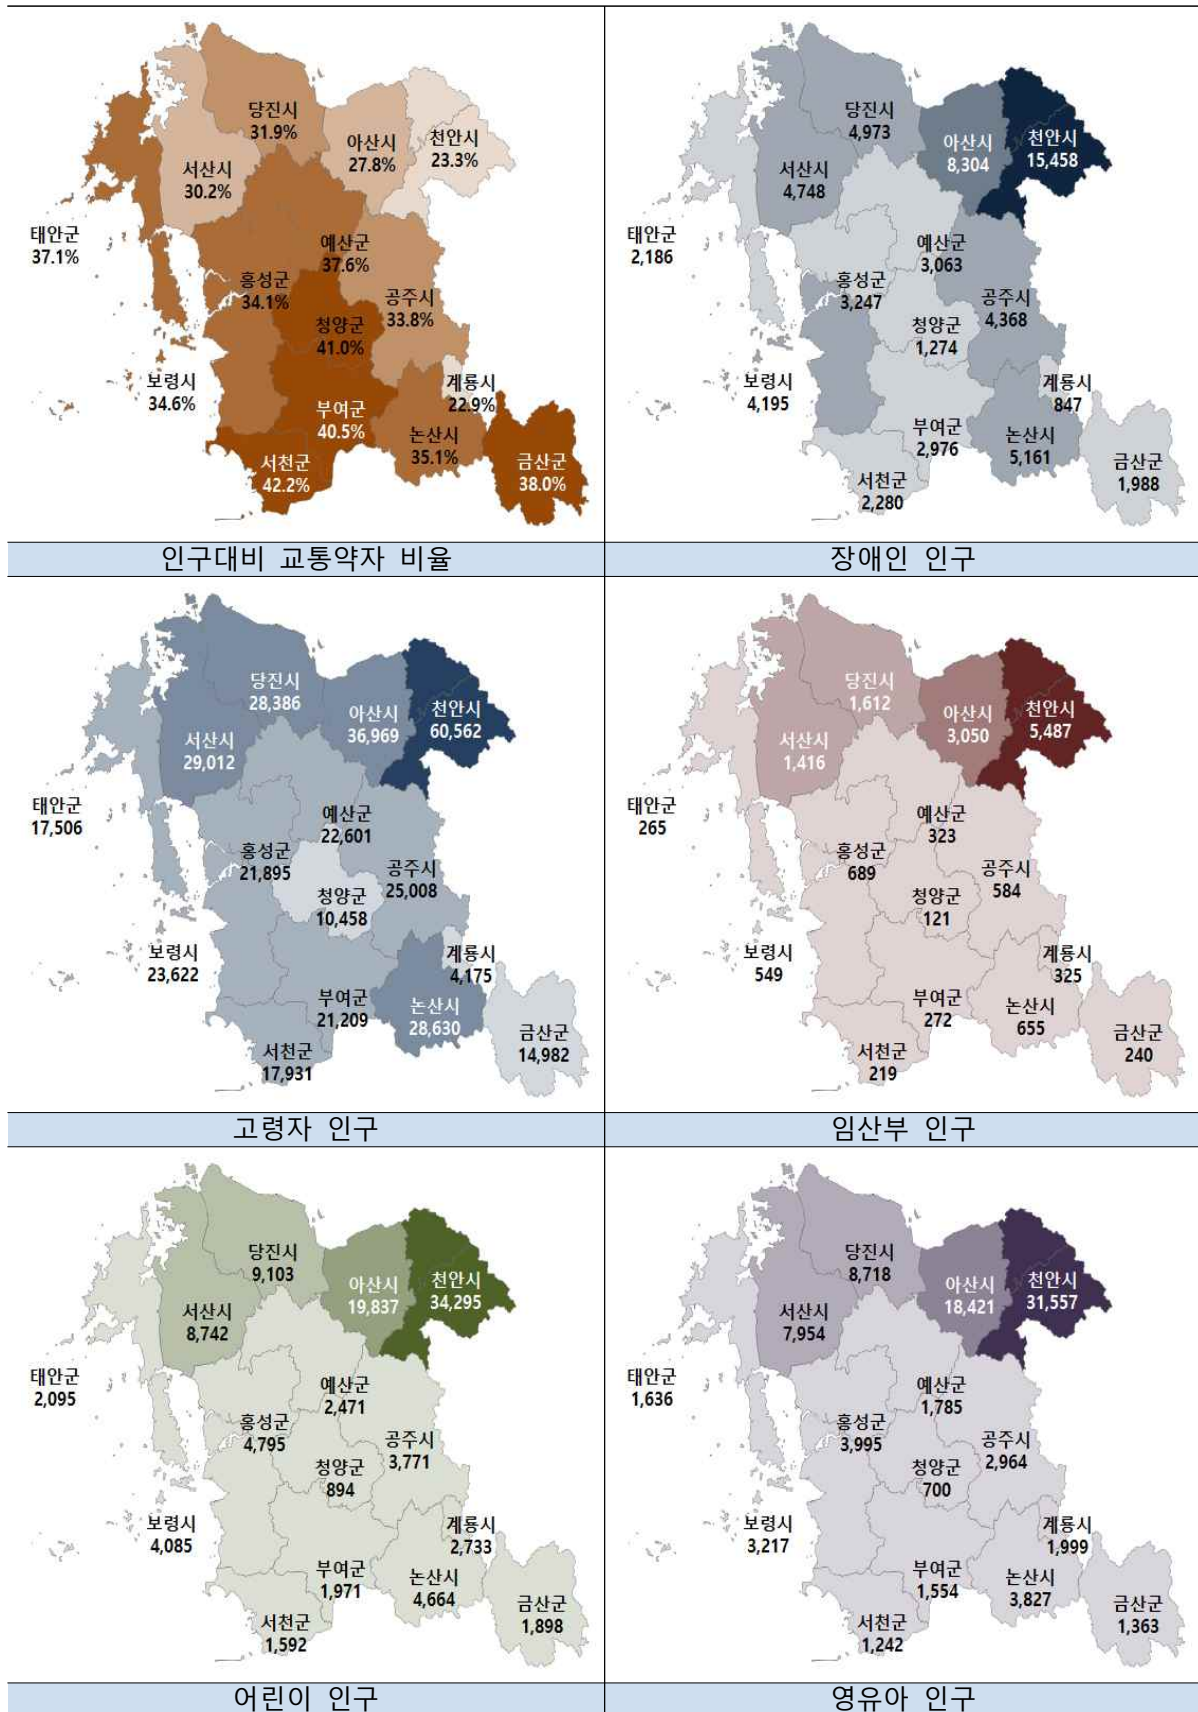 당진시
31.9%
아산시
27.8%
천안시
23.3%
서산시
30.2%
태안군
37.1%
예산군
37.6%
홍성군
34.1%
공주시
33.8%
청양군
41.0%
보령시
34.6%
계룡시
22.9%
부여군
40.5%
논산시
35.1%
서천군
42.2%
금산군
38.0%
인구대비 교통약자 비율
당진시
4,973
아산시
8,304
천안시
15,458
서산시
4,748
태안군
2,186
예산군
3,063
홍성군
3,247
공주시
4,368
청양군
1,274
보령시
4,195
계룡시
847
부여군
2,976
논산시
5,161
서천군
2,280
금산군
1,988
장애인 인구
당진시
28,386
아산시
36,969
천안시
60,562
서산시
29,012
태안군
17,506
예산군
22,601
홍성군
21,895
공주시
25,008
청양군
10,458
보령시
23,622
계룡시
4,175
부여군
21,209
논산시
28,630
서천군
17,931
금산군
14,982
고령자 인구
당진시
1,612
아산시
3,050
천안시
5,487
서산시
1,416
태안군
265
예산군
323
홍성군
689
공주시
584
청양군
121
보령시
549
계룡시
325
부여군
272
논산시
655
서천군
219
금산군
240
임산부 인구
당진시
9,103
아산시
19,837
천안시
34,295
서산시
8,742
태안군
2,095
예산군
2,471
홍성군
4,795
공주시
3,771
청양군
894
보령시
4,085
계룡시
2,733
부여군
1,971
논산시
4,664
서천군
1,592
금산군
1,898
어린이 인구
당진시
8,718
아산시
18,421
천안시
31,557
서산시
7,954
태안군
1,636
예산군
1,785
홍성군
3,995
공주시
2,964
청양군
700
보령시
3,217
계룡시
1,999
부여군
1,554
논산시
3,827
서천군
1,242
금산군
1,363
영유아 인구